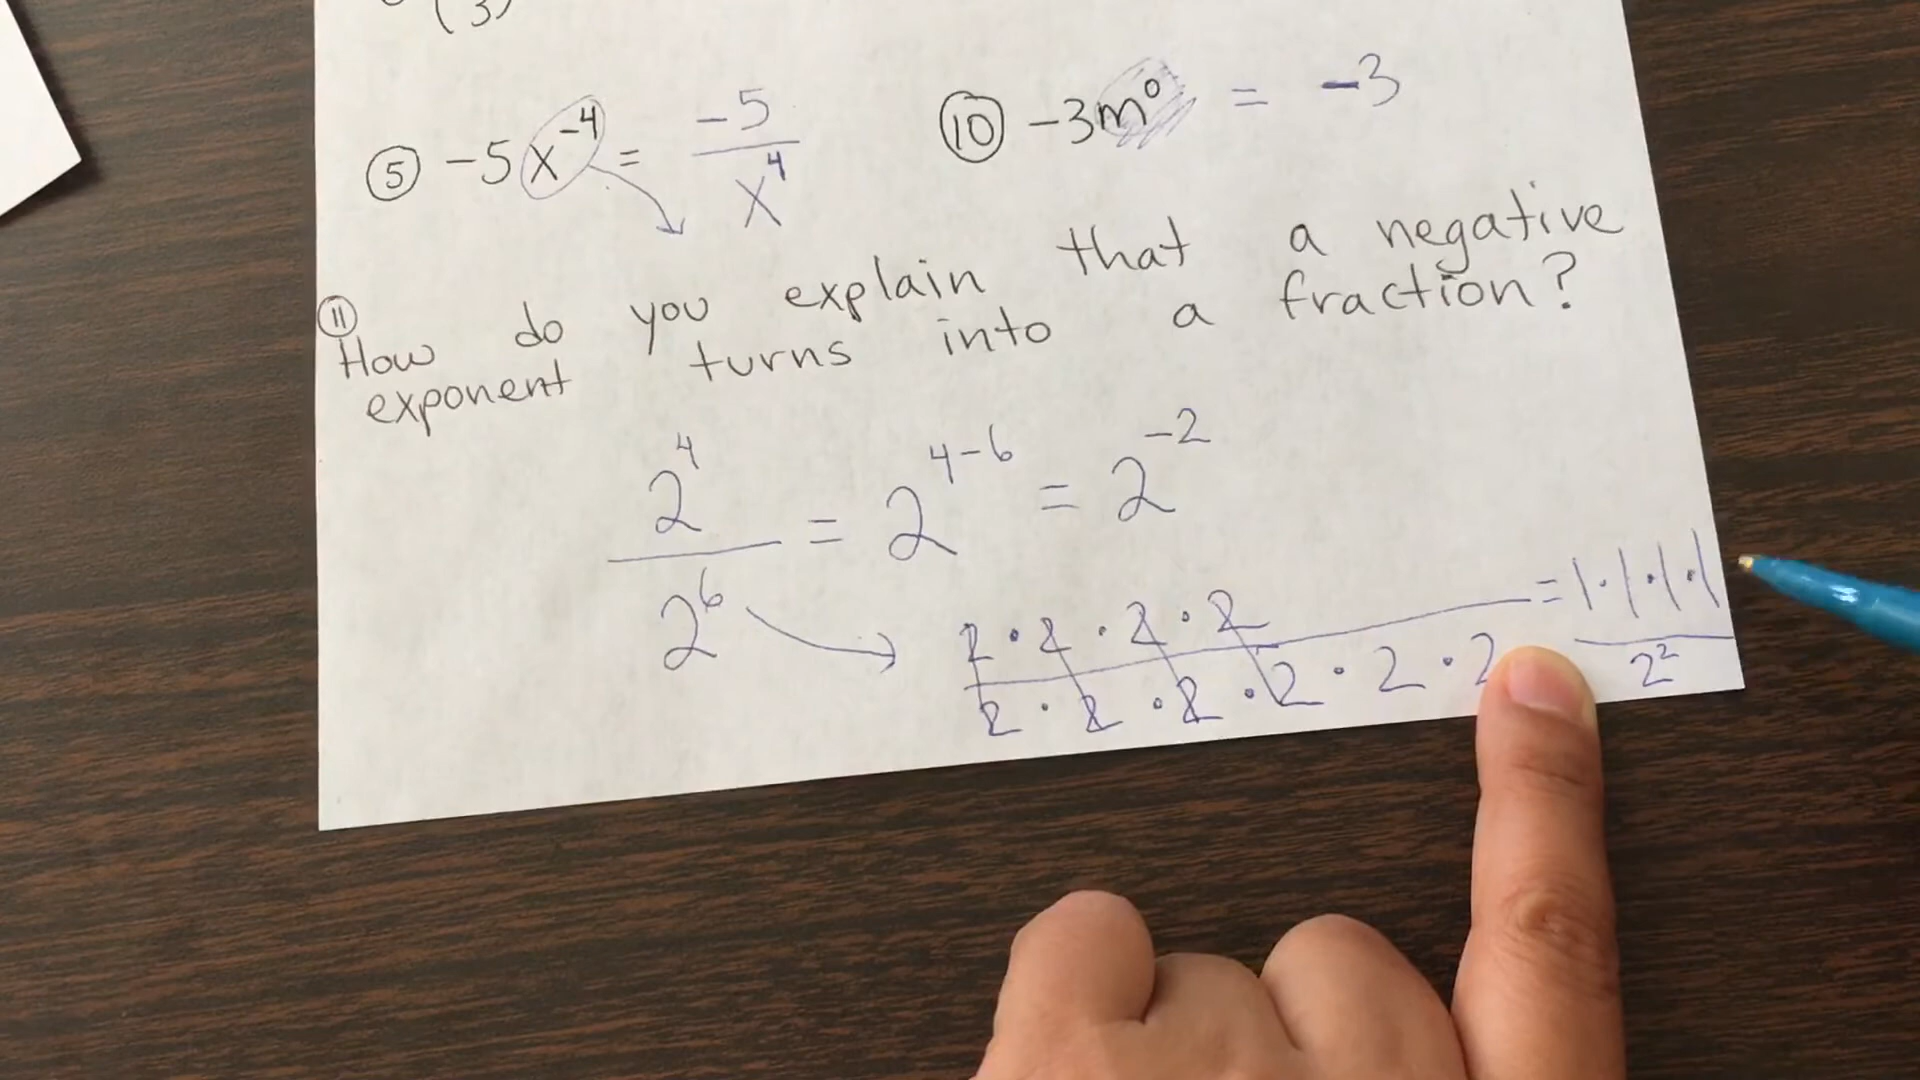 (3)
⑤ -5x⁻⁴ = -5/x⁴
⑩ -3m⁰ = -3
⑪ How do you explain that a negative
exponent turns into a fraction?
2⁴/2⁶ = 2⁴⁻⁶ = 2⁻²
2·2·2·2/2·2·2·2·2·2 = 1·1·1·1/2²